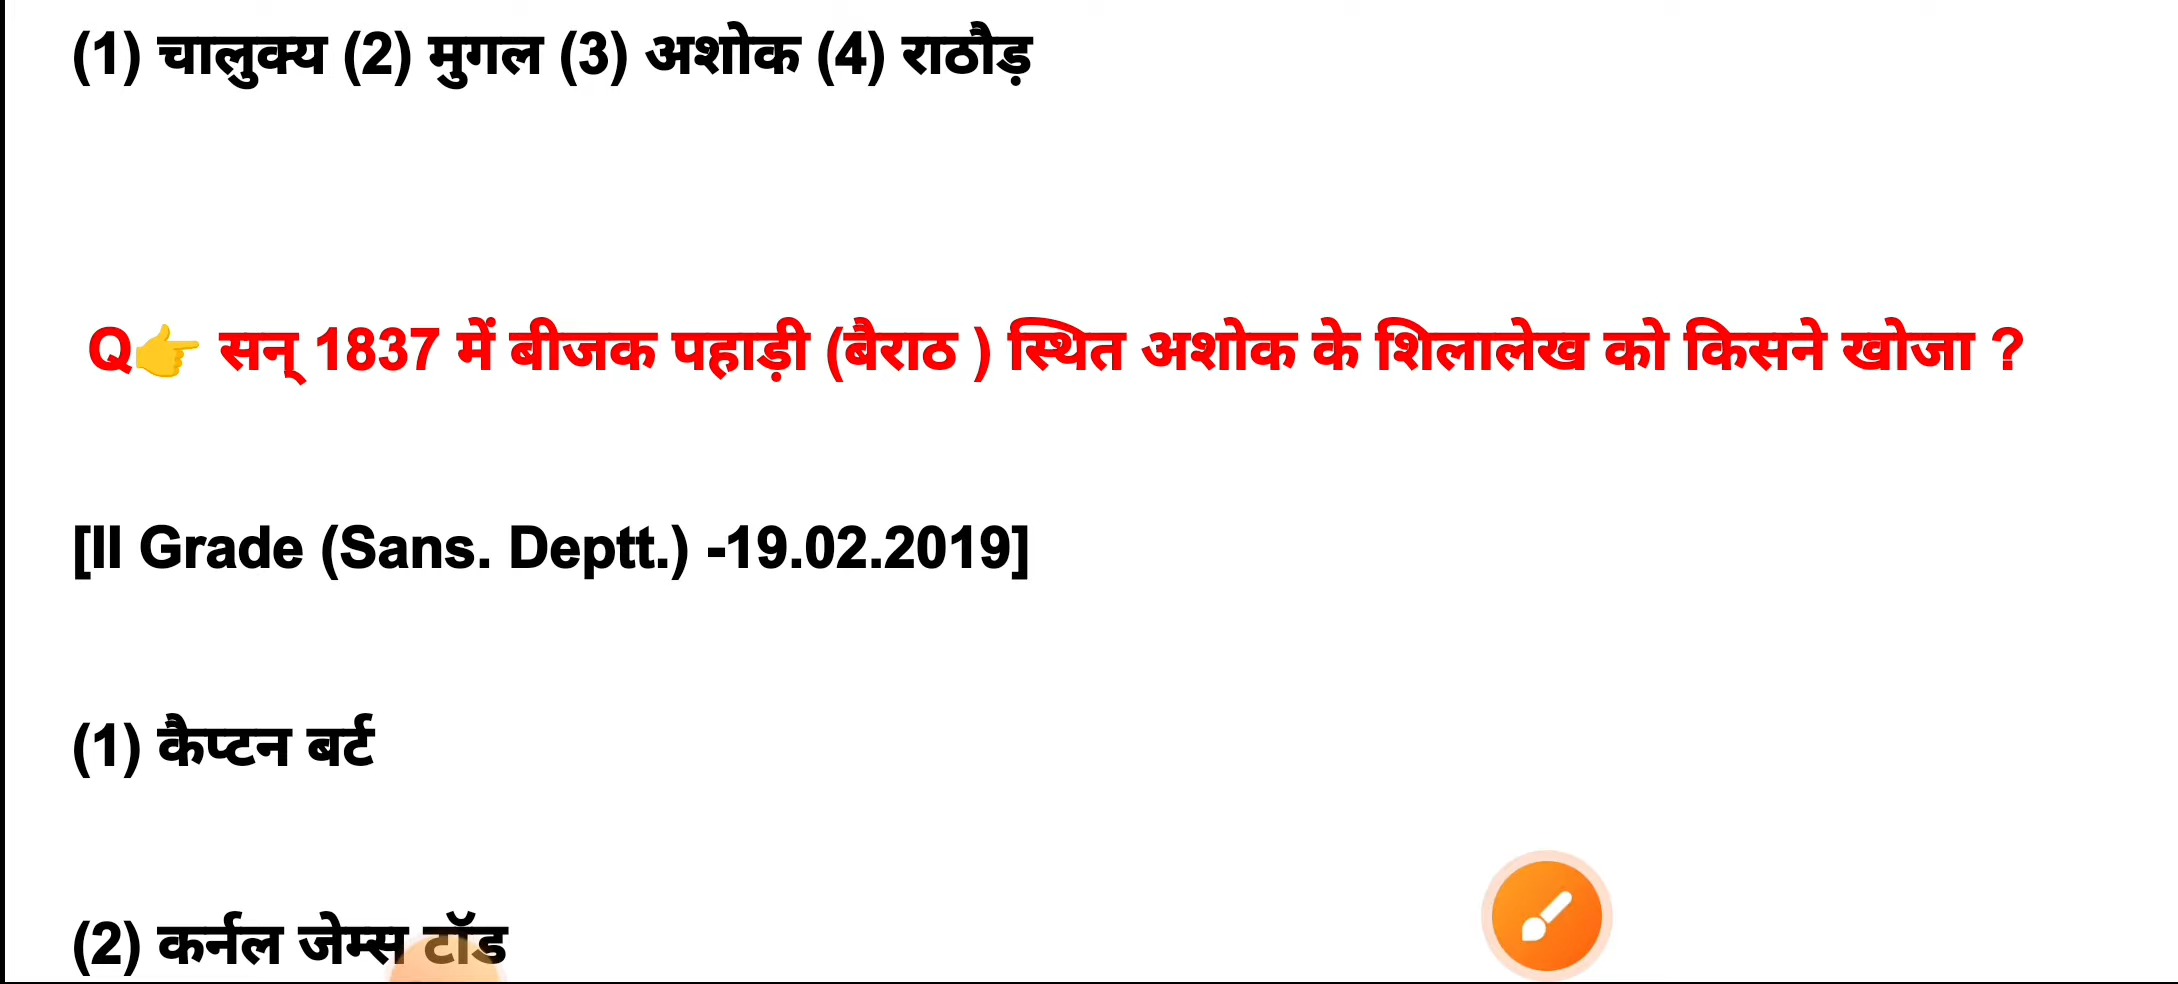 (1) चालुक्य (2) मुगल (3) अशोक (4) राठौड़
Q👉 सन् 1837 में बीजक पहाड़ी (बैराठ ) स्थित अशोक के शिलालेख को किसने खोजा ?
[II Grade (Sans. Deptt.) -19.02.2019]
(1) कैप्टन बर्ट
(2) कर्नल जेम्स टॉड